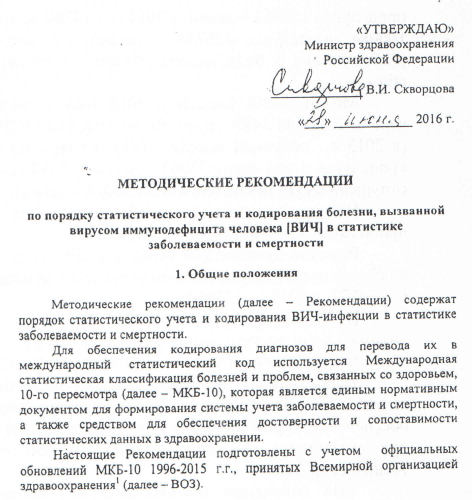 «УТВЕРЖДАЮ»
Министр здравоохранения
Российской Федерации
Скворцова В.И. Скворцова
«28» июня 2016 г.
МЕТОДИЧЕСКИЕ РЕКОМЕНДАЦИИ
по порядку статистического учета и кодирования болезни, вызванной
вирусом иммунодефицита человека [ВИЧ] в статистике
заболеваемости и смертности
1. Общие положения
Методические рекомендации (далее – Рекомендации) содержат
порядок статистического учета и кодирования ВИЧ-инфекции в статистике
заболеваемости и смертности.
Для обеспечения кодирования диагнозов для перевода их в
международный статистический код используется Международная
статистическая классификация болезней и проблем, связанных со здоровьем,
10-го пересмотра (далее – МКБ-10), которая является единым нормативным
документом для формирования системы учета заболеваемости и смертности,
а также средством для обеспечения достоверности и сопоставимости
статистических данных в здравоохранении.
Настоящие Рекомендации подготовлены с учетом официальных
обновлений МКБ-10 1996-2015 г.г., принятых Всемирной организацией
здравоохранения¹ (далее – ВОЗ).